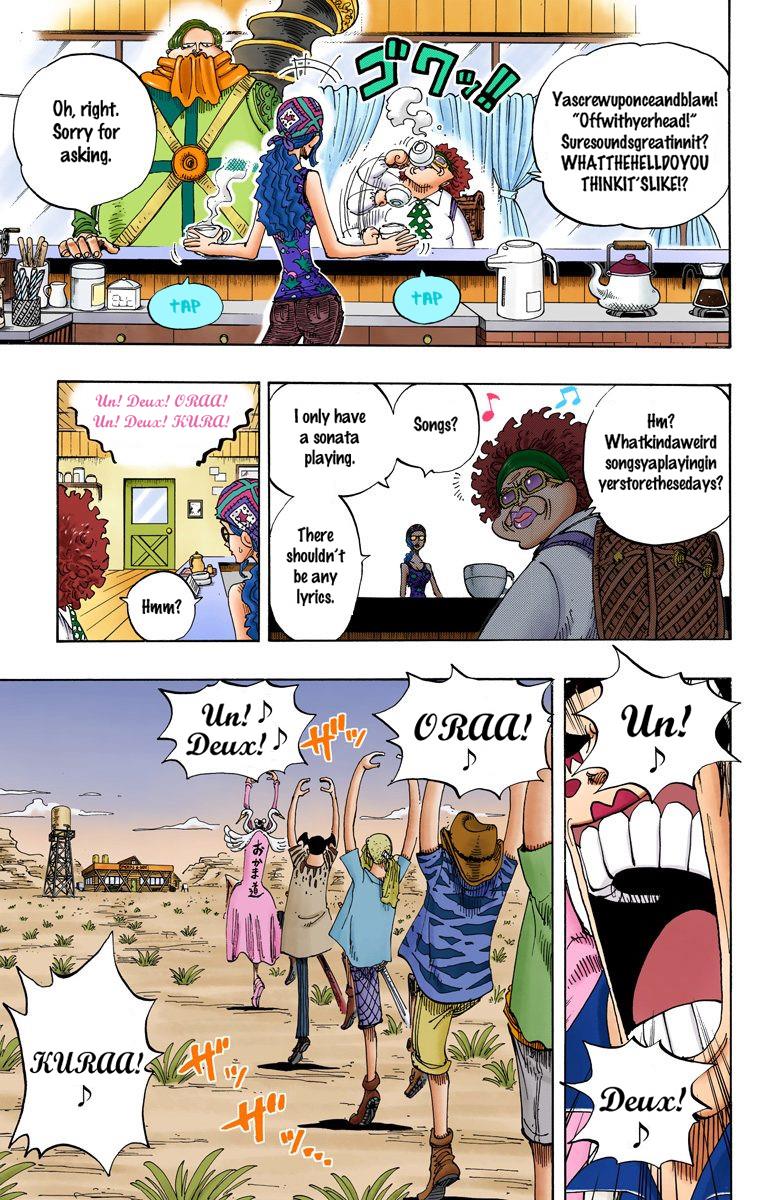 Yascrewuponceandblam!
"Offwithyerhead!"
Suresoundsgreatinnit?
WHATTHEHELLDOYOU
THINKIT'SLIKE!?
ゴクッ!!
Oh, right.
Sorry for
asking.
TAP
TAP
Hm?
Whatkindaweird
songsyaplayingin
yerstorethesedays?
Songs?
I only have
a sonata
playing.
There
shouldn't
be any
lyrics.
Un! Deux! ORAA!
Un! Deux! KURA!
Hmm?
Un!
♪
Deux!
♪
ORAA!
♪
Un! ♪
Deux! ♪
ザッ
おかま道
KURAA!
♪
ザッ
ザッ...